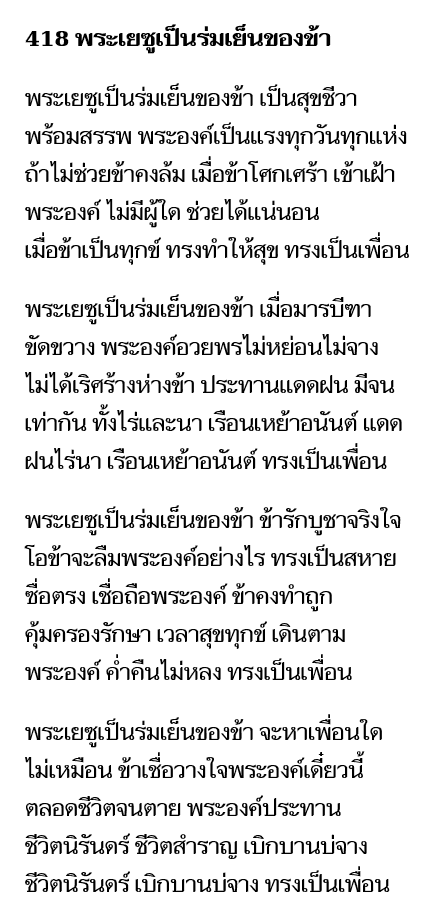 418 พระเยซูเป็นร่มเย็นของข้า
พระเยซูเป็นร่มเย็นของข้า เป็นสุขชีวา
พร้อมสรรพ พระองค์เป็นแรงทุกวันทุกแห่ง
ถ้าไม่ช่วยข้าคงล้ม เมื่อข้าโศกเศร้า เข้าเฝ้า
พระองค์ ไม่มีผู้ใด ช่วยได้แน่นอน
เมื่อข้าเป็นทุกข์ ทรงทำให้สุข ทรงเป็นเพื่อน
พระเยซูเป็นร่มเย็นของข้า เมื่อมารบีฑา
ขัดขวาง พระองค์อวยพรไม่หย่อนไม่จาง
ไม่ได้เริศร้างห่างข้า ประทานแดดฝน มีจน
เท่ากัน ทั้งไร่และนา เรือนเหย้าอนันต์ แดด
ฝนไร่นา เรือนเหย้าอนันต์ ทรงเป็นเพื่อน
พระเยซูเป็นร่มเย็นของข้า ข้ารักบูชาจริงใจ
โอข้าจะลืมพระองค์อย่างไร ทรงเป็นสหาย
ซื่อตรง เชื่อถือพระองค์ ข้าคงทำถูก
คุ้มครองรักษา เวลาสุขทุกข์ เดินตาม
พระองค์ ค่ำคืนไม่หลง ทรงเป็นเพื่อน
พระเยซูเป็นร่มเย็นของข้า จะหาเพื่อนใด
ไม่เหมือน ข้าเชื่อวางใจพระองค์เดี๋ยวนี้
ตลอดชีวิตจนตาย พระองค์ประทาน
ชีวิตนิรันดร์ ชีวิตสำราญ เบิกบานบ่จาง
ชีวิตนิรันดร์ เบิกบานบ่จาง ทรงเป็นเพื่อน